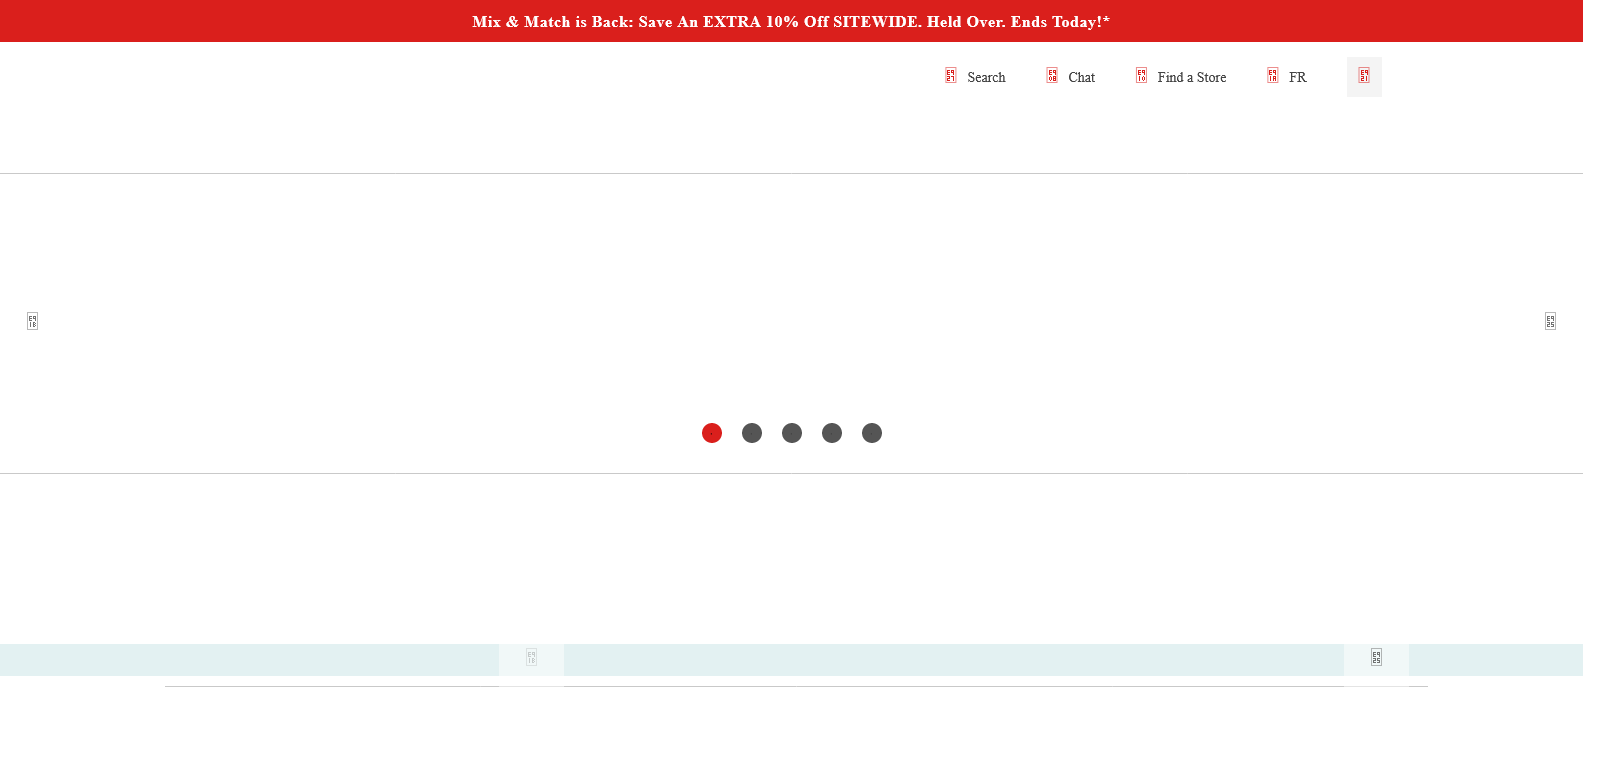 Mix & Match is Back: Save An EXTRA 10% Off SITEWIDE. Held Over. Ends Today!*
Search Chat Find a Store FR